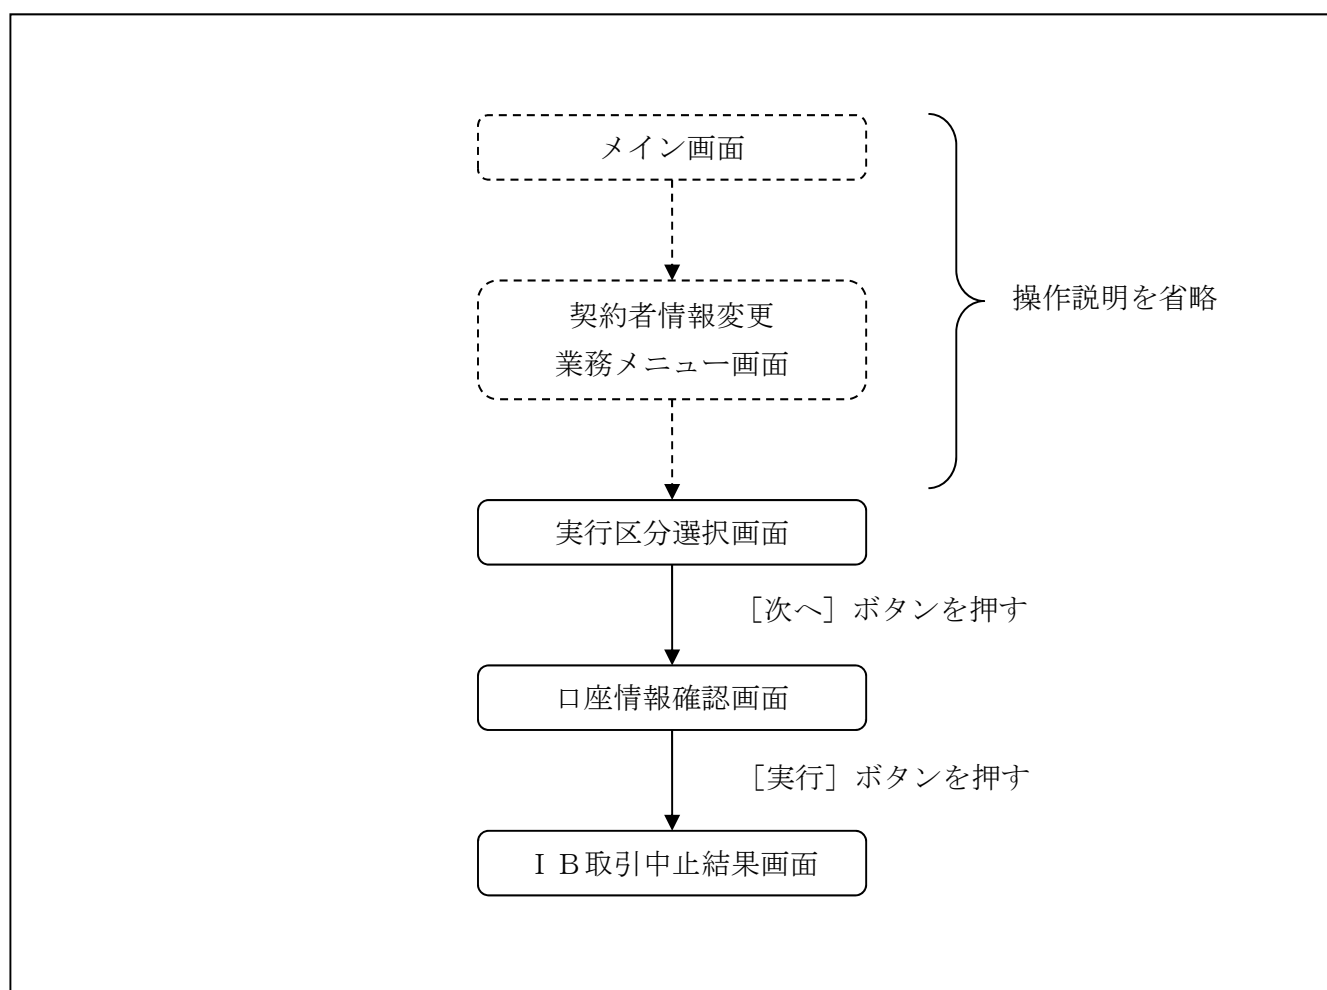 メイン画面
契約者情報変更
業務メニュー画面
操作説明を省略
実行区分選択画面
［次へ］ボタンを押す
口座情報確認画面
［実行］ボタンを押す
ＩＢ取引中止結果画面